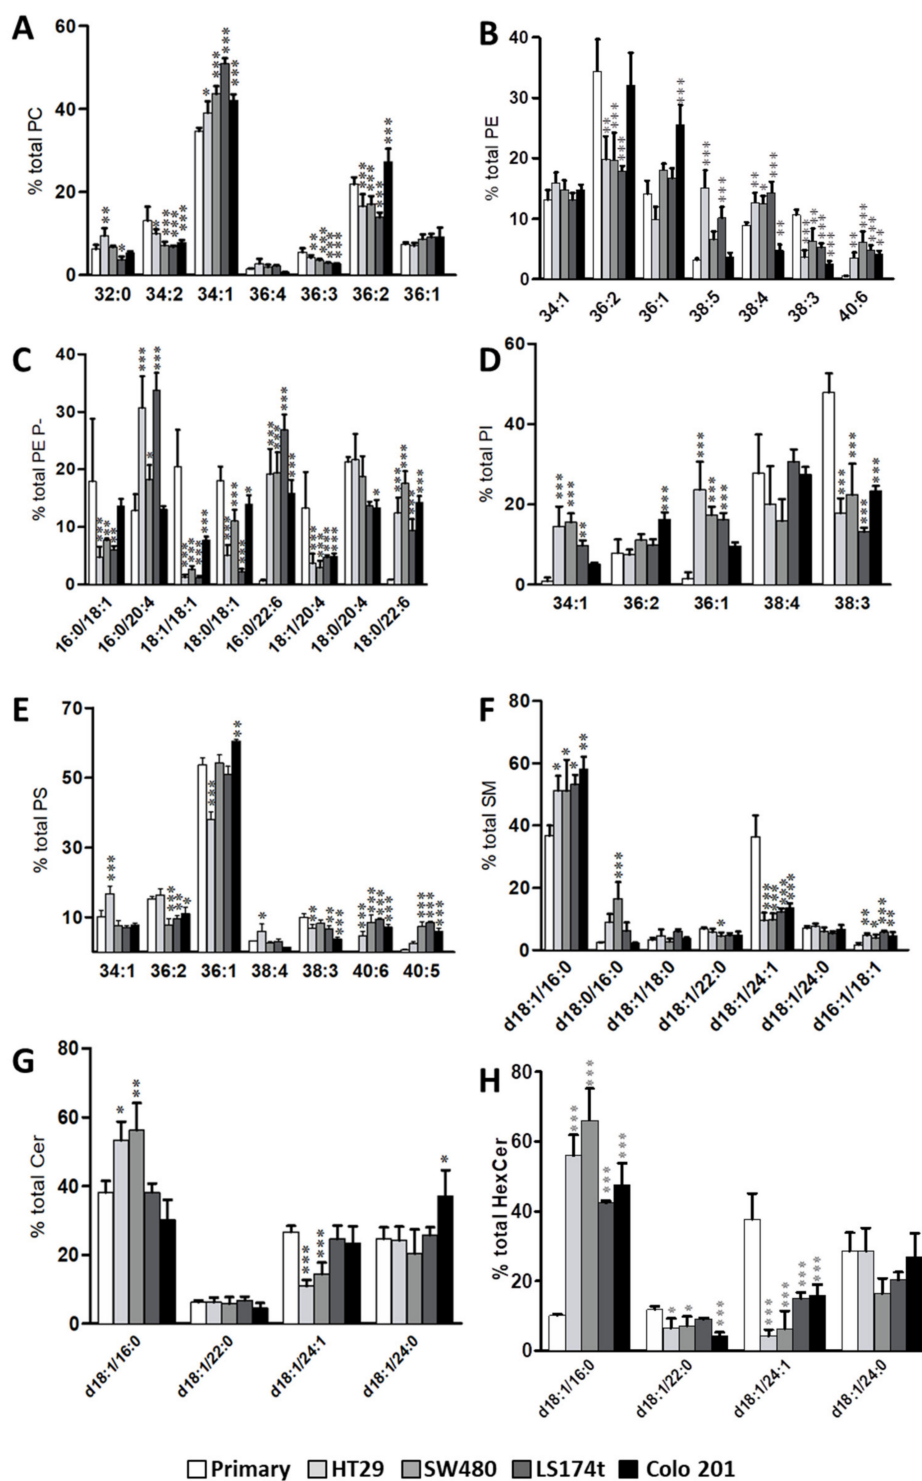 A
% total PC
60
40
20
0
32:0 34:2 34:1 36:4 36:3 36:2 36:1
** * * * ** *** *** * *** *** *** ** ** *** *** *** *** *** ***
B
% total PE
40
30
20
10
0
34:1 36:2 36:1 38:5 38:4 38:3 40:6
C
% total PE P-
40
30
20
10
0
16:0/18:1 16:0/20:4 18:1/18:1 18:0/18:1 16:0/22:6 18:1/20:4 18:0/20:4 18:0/22:6
D
% total PI
60
40
20
0
34:1 36:2 36:1 38:4 38:3
E
% total PS
70
50
30
10
34:1 36:2 36:1 38:4 38:3 40:6 40:5
F
% total SM
80
60
40
20
0
d18:1/16:0 d18:0/16:0 d18:1/18:0 d18:1/22:0 d18:1/24:1 d18:1/24:0 d16:1/18:1
G
% total Cer
80
60
40
20
0
d18:1/16:0 d18:1/22:0 d18:1/24:1 d18:1/24:0
H
% total HexCer
80
60
40
20
0
d18:1/16:0 d18:1/22:0 d18:1/24:1 d18:1/24:0
Primary HT29 SW480 LS174t Colo 201